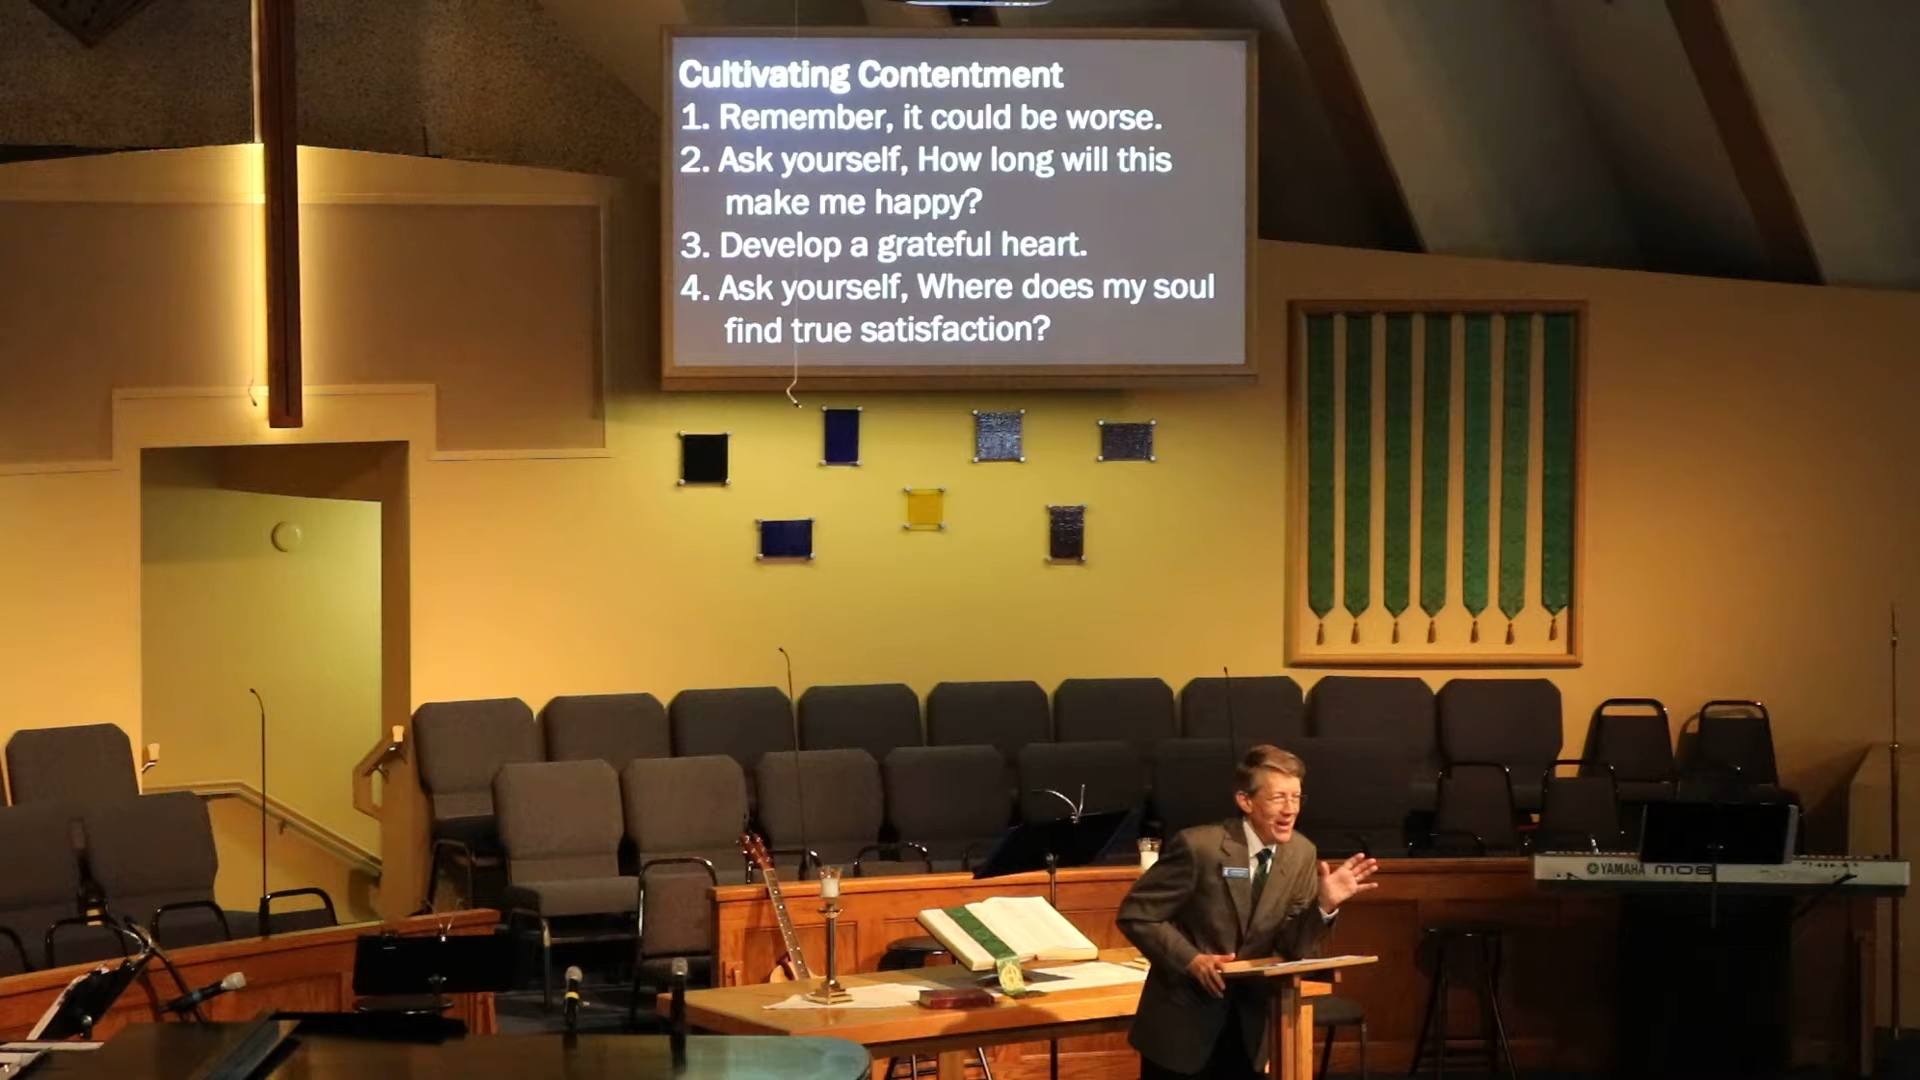 Cultivating Contentment
1. Remember, it could be worse.
2. Ask yourself, How long will this
make me happy?
3. Develop a grateful heart.
4. Ask yourself, Where does my soul
find true satisfaction?
YAMAHA MO8